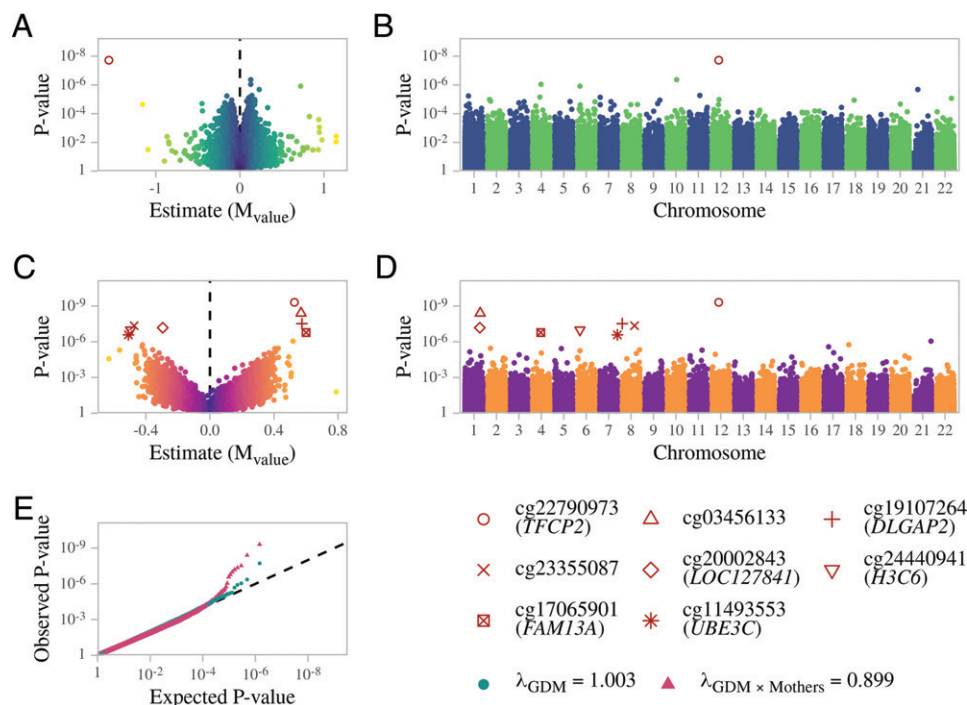 A
P-value
10⁻⁸
10⁻⁶
10⁻⁴
10⁻²
1
-1 0 1
Estimate (Mvalue)
B
P-value
10⁻⁸
10⁻⁶
10⁻⁴
10⁻²
1
1 2 3 4 5 6 7 8 9 10 11 12 13 14 15 16 17 18 19 20 22
Chromosome
C
P-value
10⁻⁹
10⁻⁶
10⁻³
1
-0.4 0.0 0.4 0.8
Estimate (Mvalue)
D
P-value
10⁻⁹
10⁻⁶
10⁻³
1
1 2 3 4 5 6 7 8 9 10 11 12 13 14 15 16 17 18 19 20 21 22
Chromosome
E
Observed P-value
10⁻⁹
10⁻⁶
10⁻³
1
1 10⁻² 10⁻⁴ 10⁻⁶ 10⁻⁸
Expected P-value
cg22790973
(TFCP2)
cg03456133
cg19107264
(DLGAP2)
cg23355087
cg20002843
(LOC127841)
cg24440941
(H3C6)
cg17065901
(FAM13A)
cg11493553
(UBE3C)
λGDM = 1.003
λGDM × Mothers = 0.899